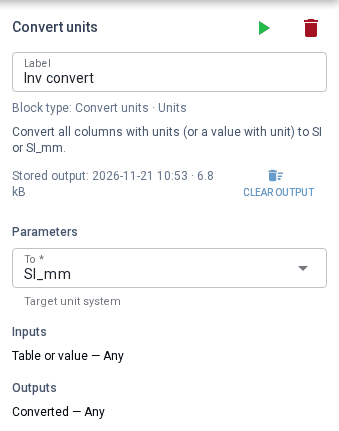 Convert units
Label
Inv convert
Block type: Convert units · Units
Convert all columns with units (or a value with unit) to SI
or SI_mm.
Stored output: 2026-11-21 10:53 · 6.8
kB
CLEAR OUTPUT
Parameters
To *
SI_mm
Target unit system
Inputs
Table or value — Any
Outputs
Converted — Any